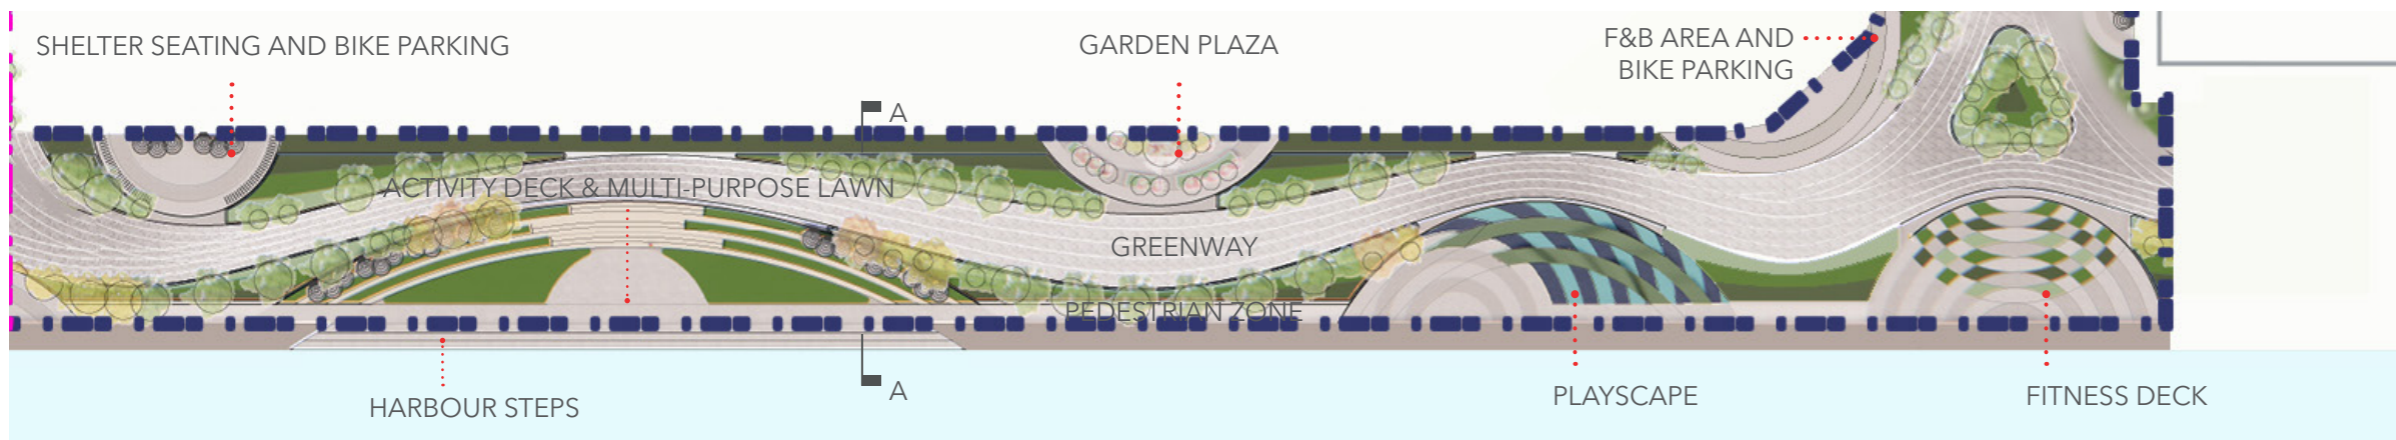 SHELTER SEATING AND BIKE PARKING
GARDEN PLAZA
F&B AREA AND
BIKE PARKING
A
ACTIVITY DECK & MULTI-PURPOSE LAWN
GREENWAY
PEDESTRIAN ZONE
A
HARBOUR STEPS
PLAYSCAPE
FITNESS DECK